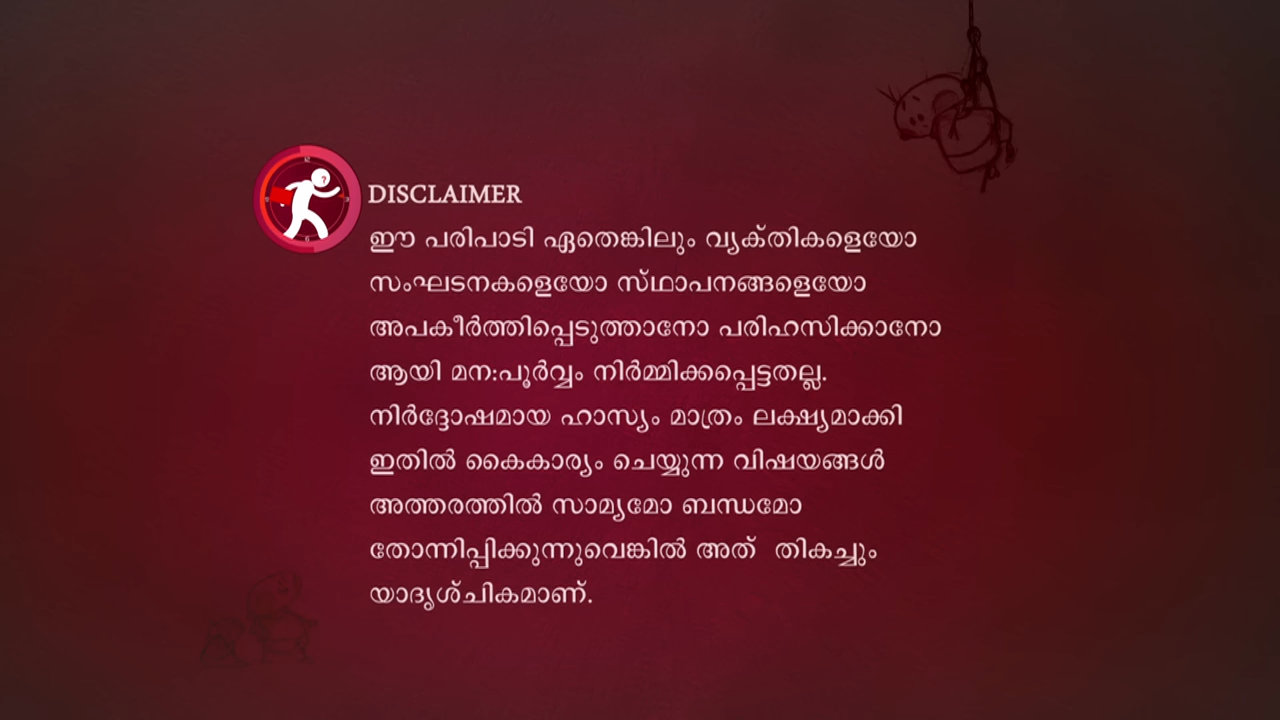 DISCLAIMER
ഈ പരിപാടി ഏതെങ്കിലും വ്യക്തികളെയോ
സംഘടനകളെയോ സ്ഥാപനങ്ങളെയോ
അപകീർത്തിപ്പെടുത്താനോ പരിഹസിക്കാനോ
ആയി മന:പൂർവ്വം നിർമ്മിക്കപ്പെട്ടതല്ല.
നിർദ്ദോഷമായ ഹാസ്യം മാത്രം ലക്ഷ്യമാക്കി
ഇതിൽ കൈകാര്യം ചെയ്യുന്ന വിഷയങ്ങൾ
അത്തരത്തിൽ സാമ്യമോ ബന്ധമോ
തോന്നിപ്പിക്കുന്നുവെങ്കിൽ അത് തികച്ചും
യാദൃശ്ചികമാണ്.